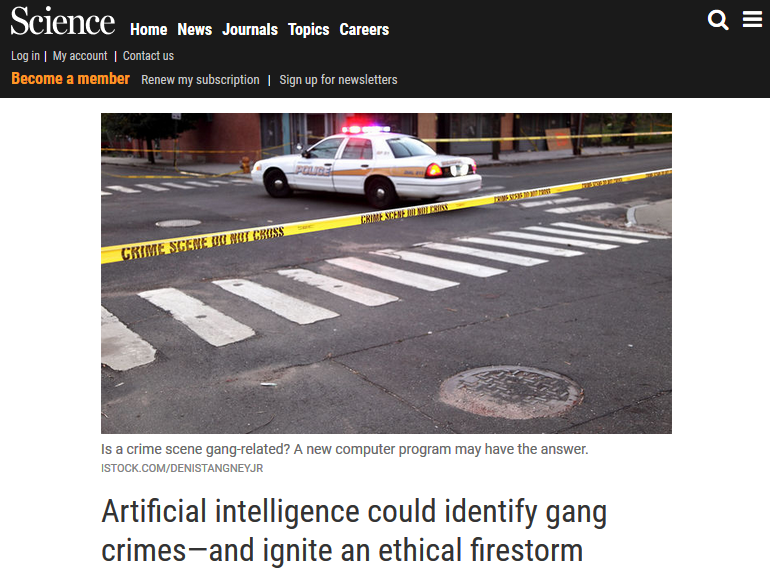 Science Home News Journals Topics Careers
Log in | My account | Contact us
Become a member Renew my subscription | Sign up for newsletters
POLICE
CRIME SCENE DO NOT CROSS CRIME SCENE DO NOT CROSS CRIME SCENE DO NOT CROSS
Is a crime scene gang-related? A new computer program may have the answer.
ISTOCK.COM/DENISTANGNEYJR
Artificial intelligence could identify gang
crimes—and ignite an ethical firestorm